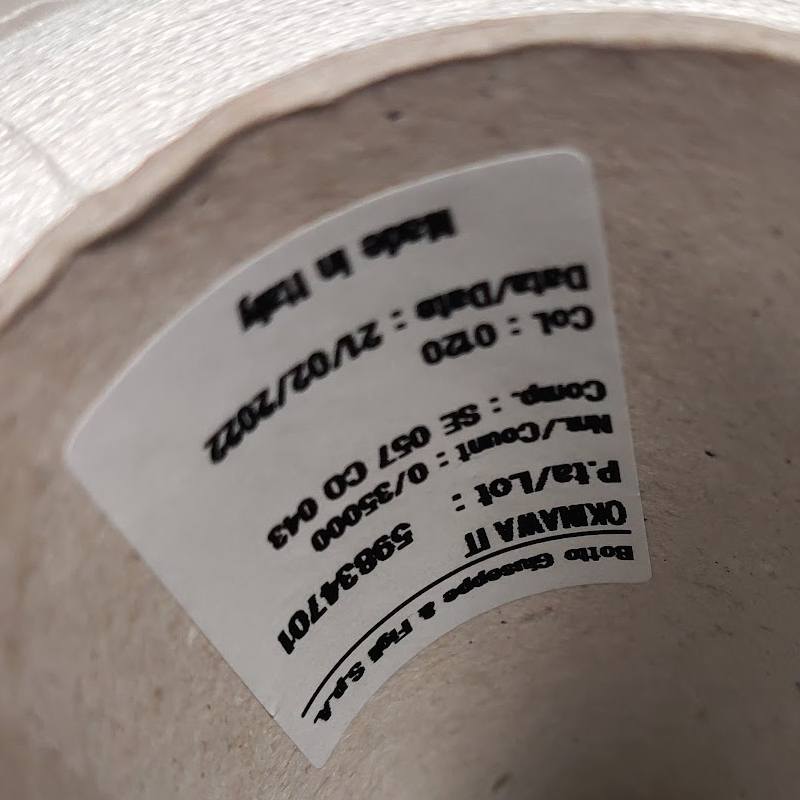 Botto Giuseppe & Figli S.p.A
OKINAWA IT
P.ta/Lot : 59834701
Nm./Count : 0/35000
Comp. : SE 057 CO 043
Col. : 0120
Data/Date : 21/02/2022
Made in Italy